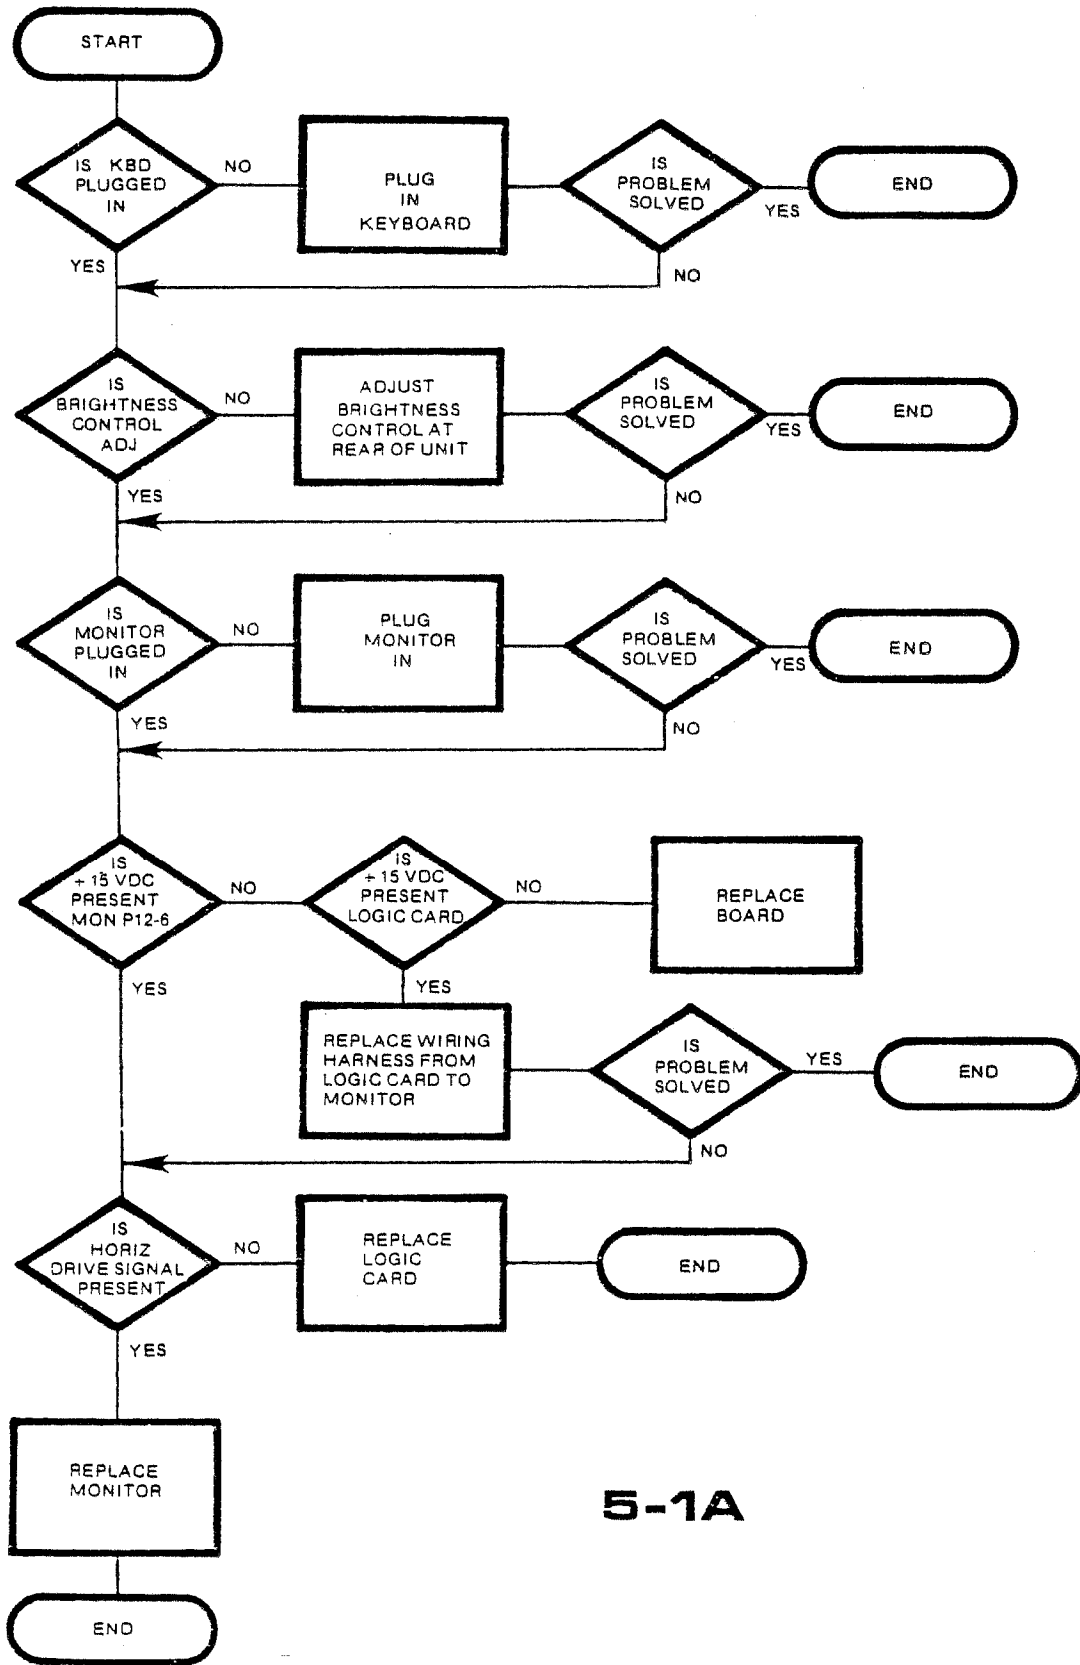 START
IS KBD
PLUGGED
IN
NO
PLUG
IN
KEYBOARD
IS
PROBLEM
SOLVED
YES
END
YES
NO
IS
BRIGHTNESS
CONTROL
ADJ
NO
ADJUST
BRIGHTNESS
CONTROL AT
REAR OF UNIT
IS
PROBLEM
SOLVED
YES
END
YES
NO
IS
MONITOR
PLUGGED
IN
NO
PLUG
MONITOR
IN
IS
PROBLEM
SOLVED
YES
END
YES
NO
IS
+ 15 VDC
PRESENT
MON P12-6
NO
IS
+ 15 VDC
PRESENT
LOGIC CARD
NO
REPLACE
BOARD
YES
YES
REPLACE WIRING
HARNESS FROM
LOGIC CARD TO
MONITOR
IS
PROBLEM
SOLVED
YES
END
NO
IS
HORIZ
DRIVE SIGNAL
PRESENT
NO
REPLACE
LOGIC
CARD
END
YES
REPLACE
MONITOR
END
5-1A